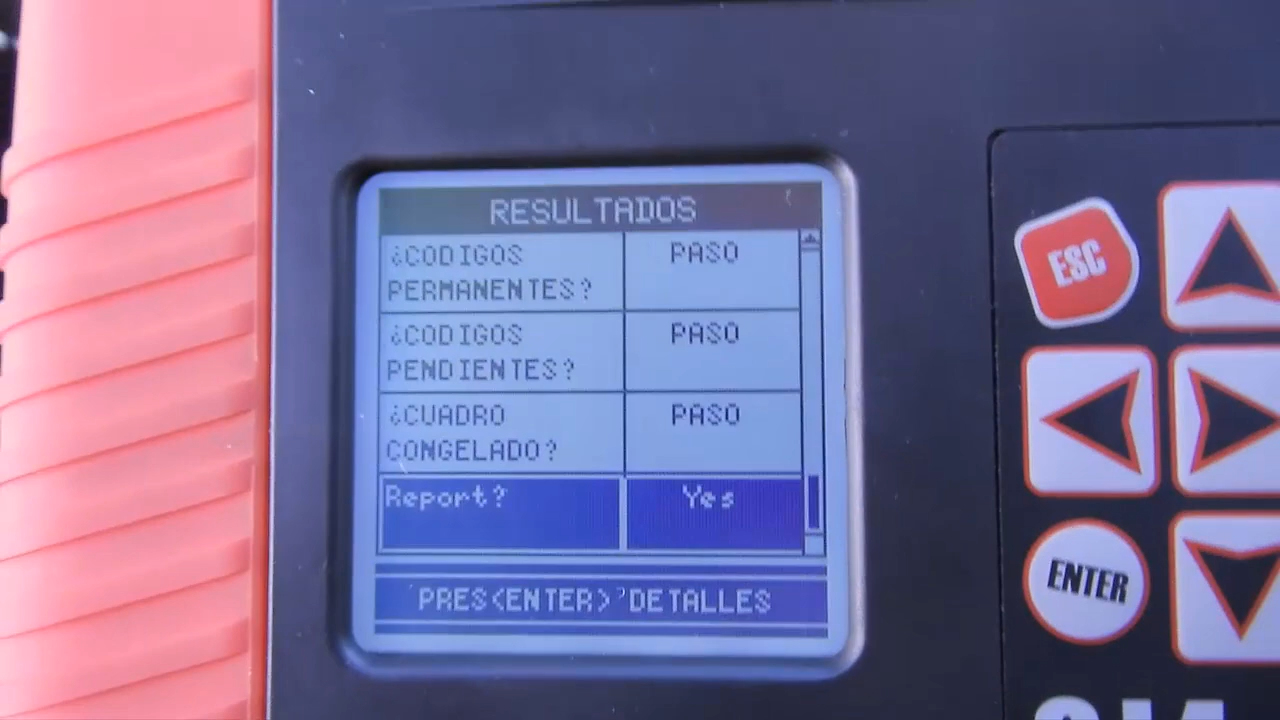 RESULTADOS
¿CODIGOS PASO
PERMANENTES?
¿CODIGOS PASO
PENDIENTES?
¿CUADRO PASO
CONGELADO?
Report? Yes
PRES<ENTER>'DETALLES
ESC
ENTER